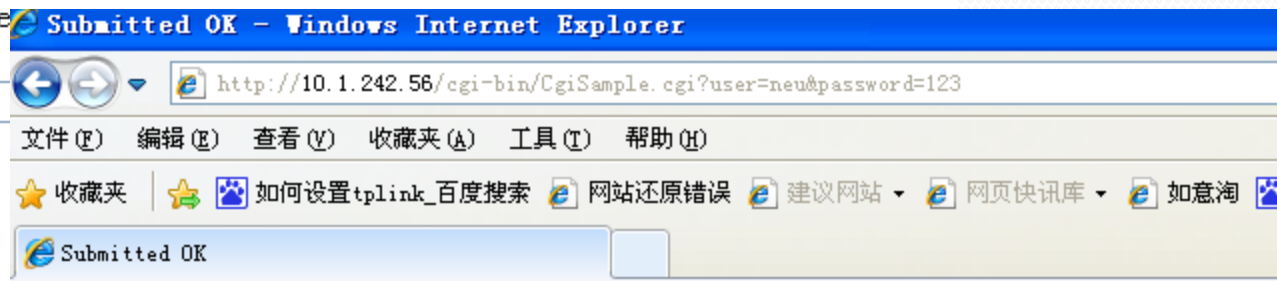 Submitted OK - Windows Internet Explorer
http://10.1.242.56/cgi-bin/CgiSample.cgi?user=neu&password=123
文件(F) 编辑(E) 查看(V) 收藏夹(A) 工具(T) 帮助(H)
收藏夹 如何设置tplink_百度搜索 网站还原错误 建议网站 网页快讯库 如意淘
Submitted OK